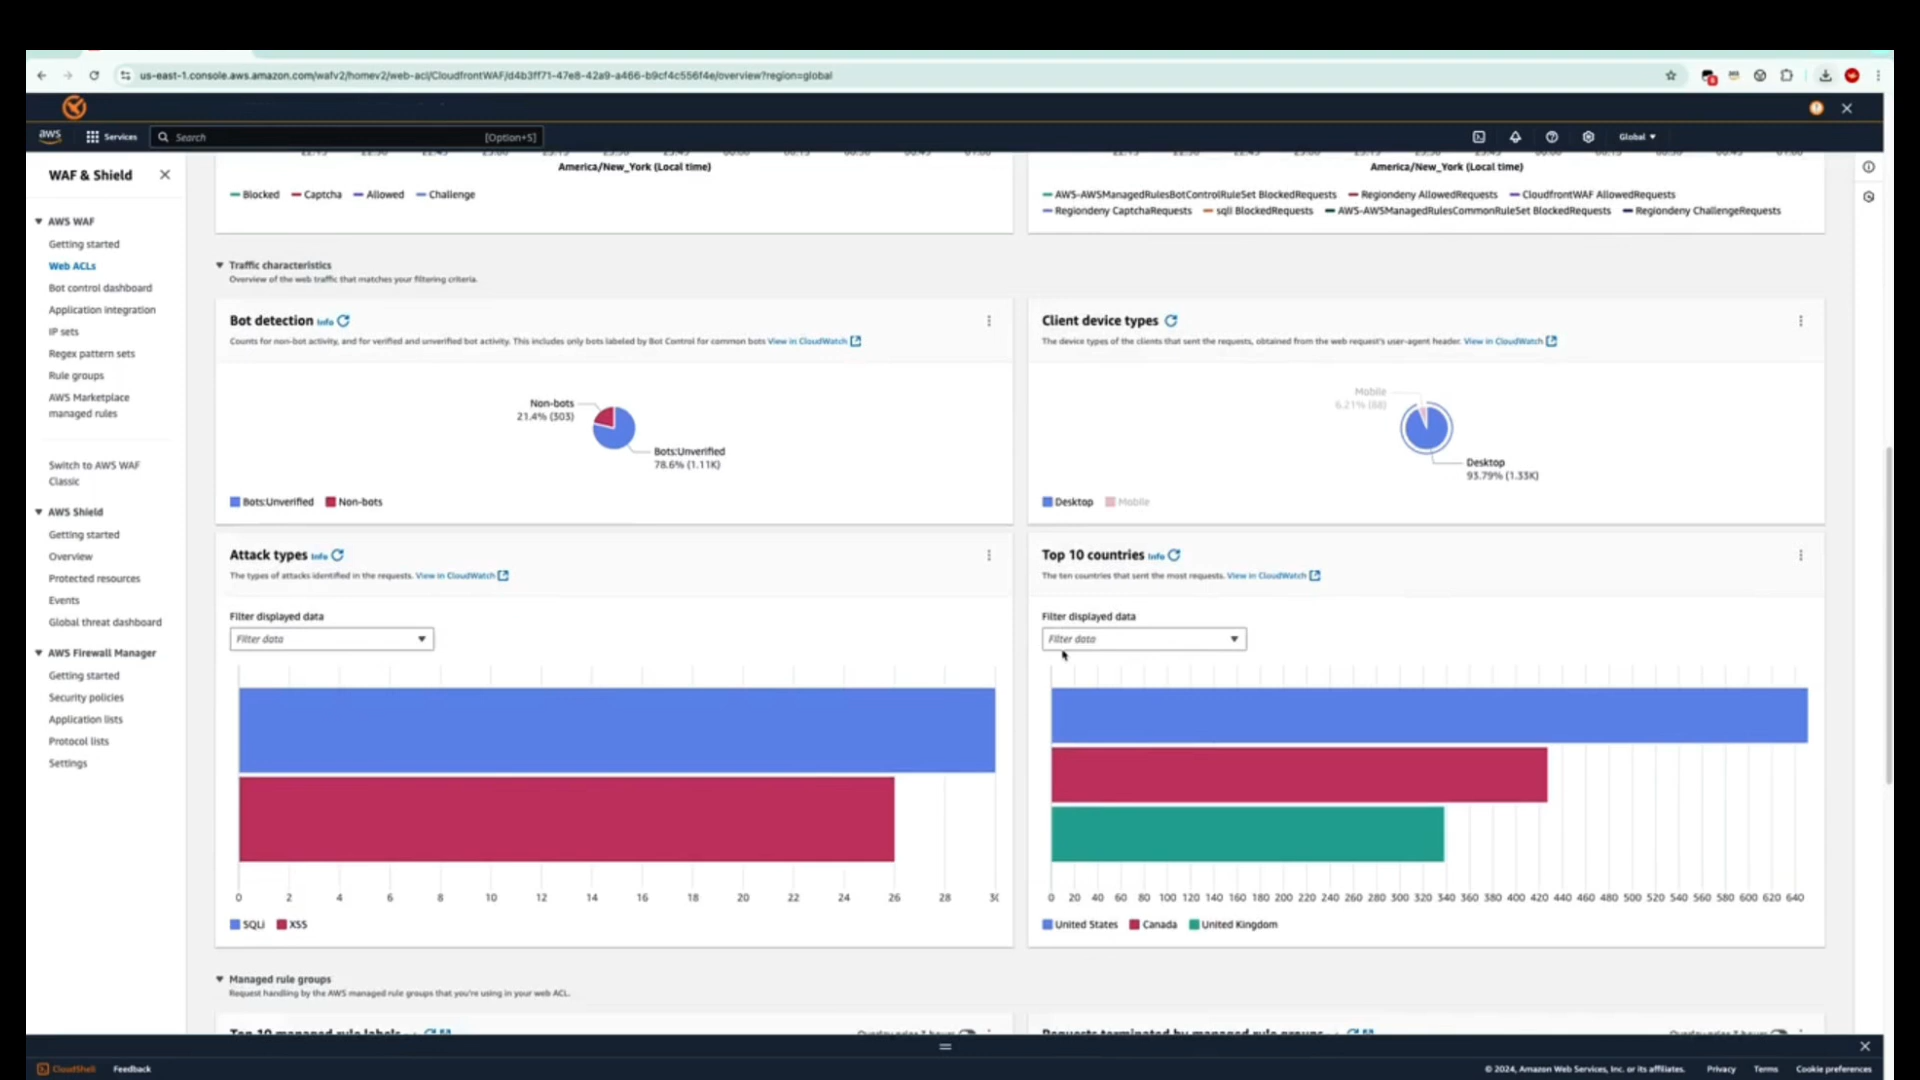 us-east-1.console.aws.amazon.com/wafv2/homev2/web-acl/CloudfrontWAF/d4b3ff71-47e8-42a9-a466-b9cf4c556f4e/overview?region=global
aws
Services
Search
[Option+S]
Global
WAF & Shield
AWS WAF
Getting started
Web ACLs
Bot control dashboard
Application integration
IP sets
Regex pattern sets
Rule groups
AWS Marketplace
managed rules
Switch to AWS WAF
Classic
AWS Shield
Getting started
Overview
Protected resources
Events
Global threat dashboard
AWS Firewall Manager
Getting started
Security policies
Application lists
Protocol lists
Settings
America/New_York (Local time)
Blocked Captcha Allowed Challenge
America/New_York (Local time)
AWS-AWSManagedRulesBotControlRuleSet BlockedRequests Regiondeny AllowedRequests CloudfrontWAF AllowedRequests
Regiondeny CaptchaRequests sqli BlockedRequests AWS-AWSManagedRulesCommonRuleSet BlockedRequests Regiondeny ChallengeRequests
Traffic characteristics
Overview of the web traffic that matches your filtering criteria.
Bot detection Info
Counts for non-bot activity, and for verified and unverified bot activity. This includes only bots labeled by Bot Control for common bots View in CloudWatch
Non-bots
21.4% (303)
Bots:Unverified
78.6% (1.11K)
Bots:Unverified Non-bots
Client device types
The device types of the clients that sent the requests, obtained from the web request's user-agent header. View in CloudWatch
Mobile
6.21% (88)
Desktop
93.79% (1.33K)
Desktop Mobile
Attack types Info
The types of attacks identified in the requests. View in CloudWatch
Filter displayed data
Filter data
0 2 4 6 8 10 12 14 16 18 20 22 24 26 28
SQLi XSS
Top 10 countries Info
The ten countries that sent the most requests. View in CloudWatch
Filter displayed data
Filter data
0 20 40 60 80 100 120 140 160 180 200 220 240 260 280 300 320 340 360 380 400 420 440 460 480 500 520 540 560 580 600 620 640
United States Canada United Kingdom
Managed rule groups
Request handling by the AWS managed rule groups that you're using in your web ACL.
Top 10 managed rule labels
Requests terminated by managed rule groups
CloudShell
Feedback
© 2024, Amazon Web Services, Inc. or its affiliates.
Privacy
Terms
Cookie preferences